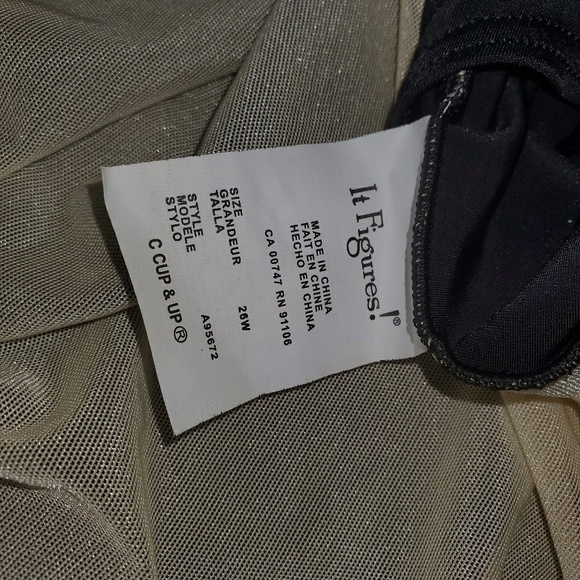 It Figures!®
MADE IN CHINA
FAIT EN CHINE
HECHO EN CHINA
CA 00747 RN 91106
SIZE
GRANDEUR 26W
TALLA
STYLE
MODÈLE A95672
STYLO
C CUP & UP®